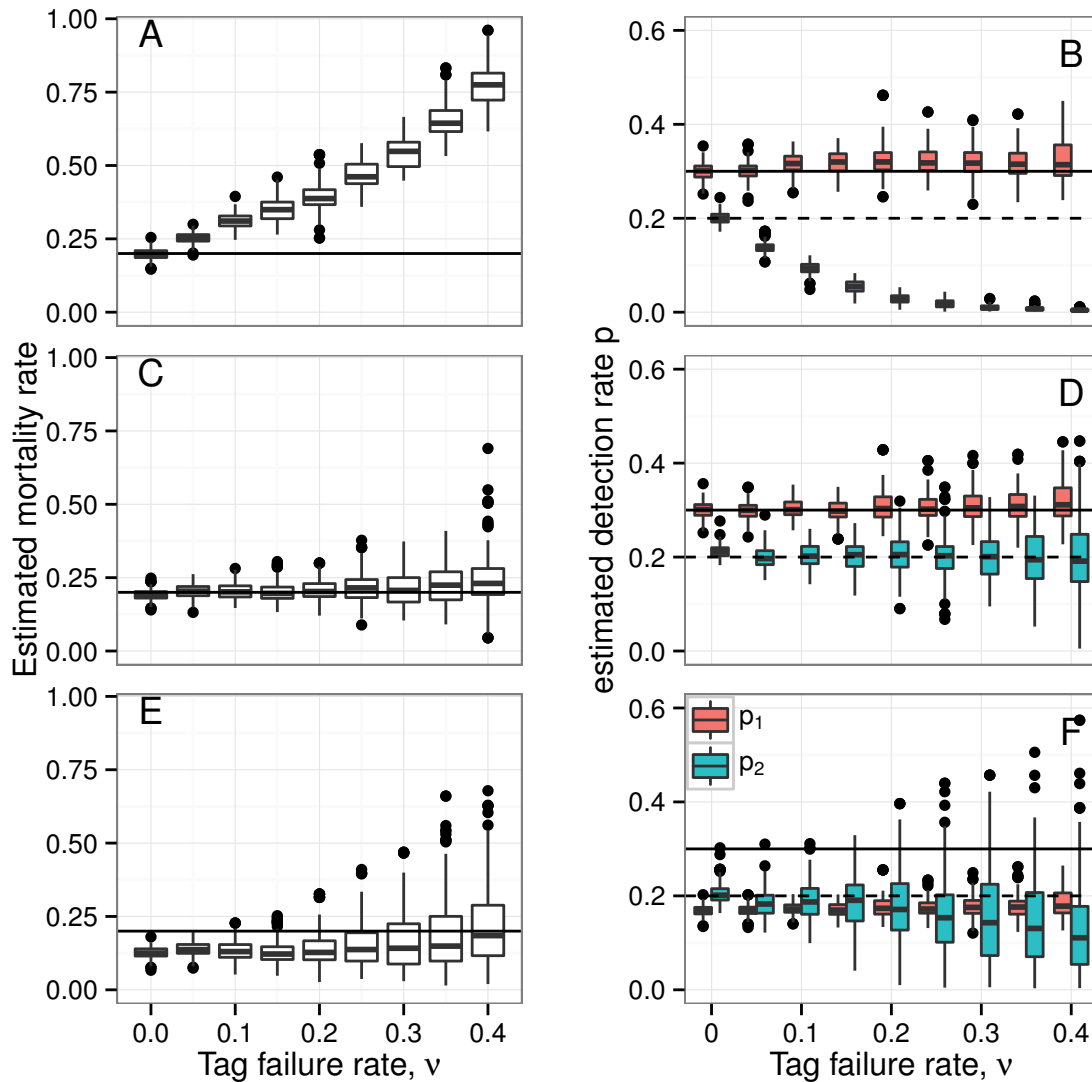 Estimated mortality rate
A
1.00
0.75
0.50
0.25
0.00
C
1.00
0.75
0.50
0.25
0.00
E
1.00
0.75
0.50
0.25
0.00
0.0 0.1 0.2 0.3 0.4
Tag failure rate, ν
estimated detection rate p
B
0.6
0.4
0.2
0.0
D
0.6
0.4
0.2
0.0
F
0.6
0.4
0.2
0.0
p₁
p₂
0 0.2 0.3 0.4
Tag failure rate, ν